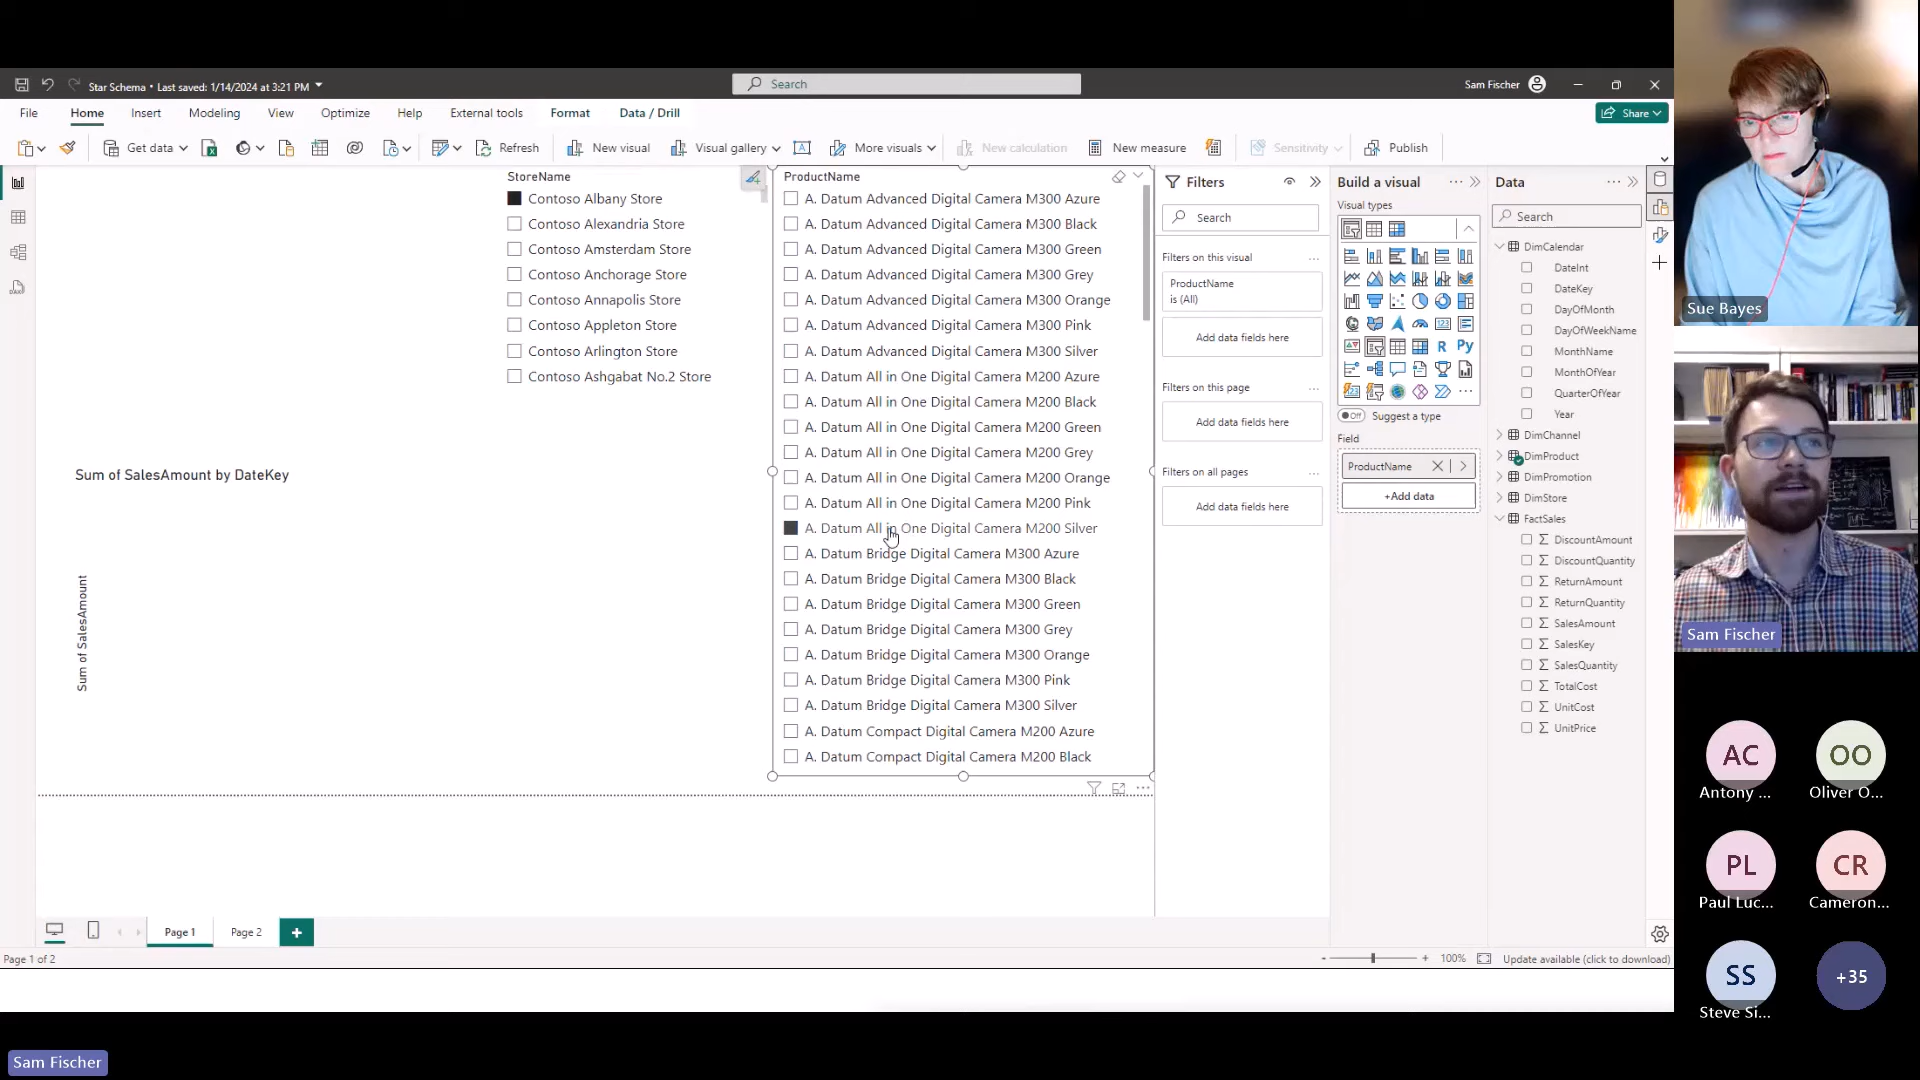 Star Schema • Last saved: 1/14/2024 at 3:21 PM
Search
Sam Fischer
File
Home
Insert
Modeling
View
Optimize
Help
External tools
Format
Data / Drill
Share
Get data
Refresh
New visual
Visual gallery
More visuals
New calculation
New measure
Sensitivity
Publish
StoreName
Contoso Albany Store
Contoso Alexandria Store
Contoso Amsterdam Store
Contoso Anchorage Store
Contoso Annapolis Store
Contoso Appleton Store
Contoso Arlington Store
Contoso Ashgabat No.2 Store
Sum of SalesAmount by DateKey
Sum of SalesAmount
ProductName
A. Datum Advanced Digital Camera M300 Azure
A. Datum Advanced Digital Camera M300 Black
A. Datum Advanced Digital Camera M300 Green
A. Datum Advanced Digital Camera M300 Grey
A. Datum Advanced Digital Camera M300 Orange
A. Datum Advanced Digital Camera M300 Pink
A. Datum Advanced Digital Camera M300 Silver
A. Datum All in One Digital Camera M200 Azure
A. Datum All in One Digital Camera M200 Black
A. Datum All in One Digital Camera M200 Green
A. Datum All in One Digital Camera M200 Grey
A. Datum All in One Digital Camera M200 Orange
A. Datum All in One Digital Camera M200 Pink
A. Datum All in One Digital Camera M200 Silver
A. Datum Bridge Digital Camera M300 Azure
A. Datum Bridge Digital Camera M300 Black
A. Datum Bridge Digital Camera M300 Green
A. Datum Bridge Digital Camera M300 Grey
A. Datum Bridge Digital Camera M300 Orange
A. Datum Bridge Digital Camera M300 Pink
A. Datum Bridge Digital Camera M300 Silver
A. Datum Compact Digital Camera M200 Azure
A. Datum Compact Digital Camera M200 Black
Filters
Search
Filters on this visual
ProductName
is (All)
Add data fields here
Filters on this page
Add data fields here
Filters on all pages
Add data fields here
Build a visual
Visual types
R
Py
123
Off
Suggest a type
Field
ProductName
+Add data
Data
Search
DimCalendar
DateInt
DateKey
DayOfMonth
DayOfWeekName
MonthName
MonthOfYear
QuarterOfYear
Year
DimChannel
DimProduct
DimPromotion
DimStore
FactSales
DiscountAmount
DiscountQuantity
ReturnAmount
ReturnQuantity
SalesAmount
SalesKey
SalesQuantity
TotalCost
UnitCost
UnitPrice
Page 1
Page 2
Page 1 of 2
100%
Update available (click to download)
Sue Bayes
Sam Fischer
AC
Antony ...
OO
Oliver O...
PL
Paul Luc...
CR
Cameron...
SS
Steve Si...
+35
Sam Fischer